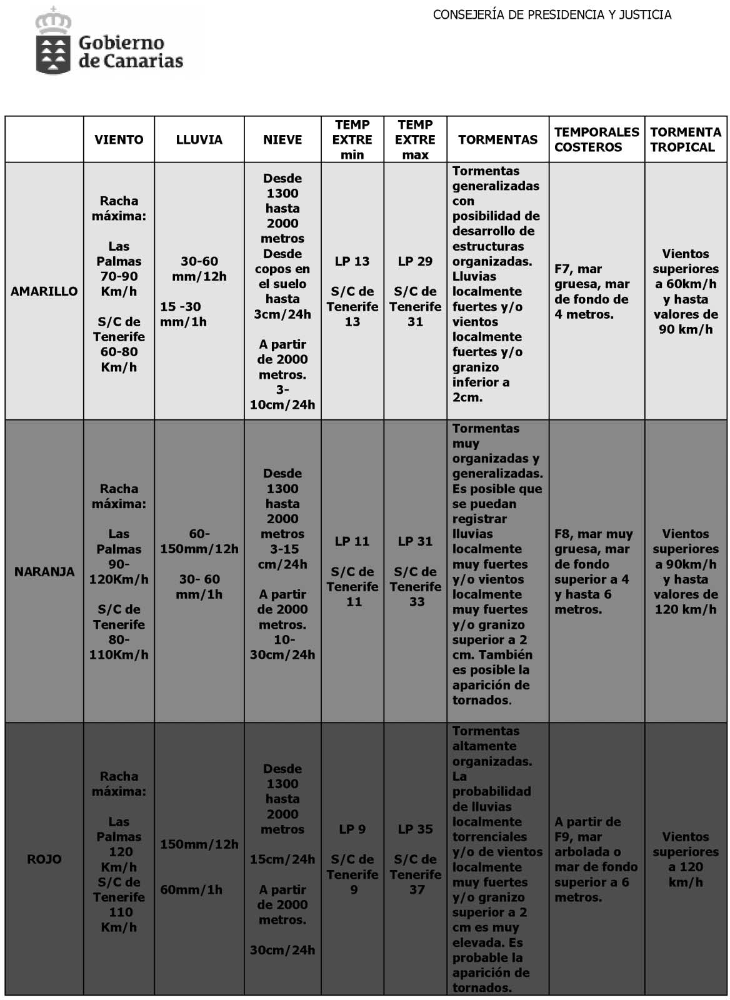 CONSEJERÍA DE PRESIDENCIA Y JUSTICIA
Gobierno
de Canarias
VIENTO
LLUVIA
NIEVE
TEMP
EXTRE
min
TEMP
EXTRE
max
TORMENTAS
TEMPORALES
COSTEROS
TORMENTA
TROPICAL
AMARILLO
Racha
máxima:
Las
Palmas
70-90
Km/h
S/C de
Tenerife
60-80
Km/h
30-60
mm/12h
15 -30
mm/1h
Desde
1300
hasta
2000
metros
Desde
copos en
el suelo
hasta
3cm/24h
A partir
de 2000
metros.
3-
10cm/24h
LP 13
S/C de
Tenerife
13
LP 29
S/C de
Tenerife
31
Tormentas
generalizadas
con
posibilidad de
desarrollo de
estructuras
organizadas.
Lluvias
localmente
fuertes y/o
vientos
localmente
fuertes y/o
granizo
inferior a
2cm.
F7, mar
gruesa, mar
de fondo de
4 metros.
Vientos
superiores
a 60km/h
y hasta
valores de
90 km/h
NARANJA
Racha
máxima:
Las
Palmas
90-
120Km/h
S/C de
Tenerife
80-
110Km/h
60-
150mm/12h
30- 60
mm/1h
Desde
1300
hasta
2000
metros
3-15
cm/24h
A partir
de 2000
metros.
10-
30cm/24h
LP 11
S/C de
Tenerife
11
LP 31
S/C de
Tenerife
33
Tormentas
muy
organizadas y
generalizadas.
Es posible que
se puedan
registrar
lluvias
localmente
muy fuertes
y/o vientos
localmente
muy fuertes
y/o granizo
superior a 2
cm. También
es posible la
aparición de
tornados.
F8, mar muy
gruesa, mar
de fondo
superior a 4
y hasta 6
metros.
Vientos
superiores
a 90km/h
y hasta
valores de
120 km/h
ROJO
Racha
máxima:
Las
Palmas
120
Km/h
S/C de
Tenerife
110
Km/h
150mm/12h
60mm/1h
Desde
1300
hasta
2000
metros
15cm/24h
A partir
de 2000
metros.
30cm/24h
LP 9
S/C de
Tenerife
9
LP 35
S/C de
Tenerife
37
Tormentas
altamente
organizadas.
La
probabilidad
de lluvias
localmente
torrenciales
y/o de vientos
localmente
muy fuertes
y/o granizo
superior a 2
cm es muy
elevada. Es
probable la
aparición de
tornados.
A partir de
F9, mar
arbolada o
mar de fondo
superior a 6
metros.
Vientos
superiores
a 120
km/h